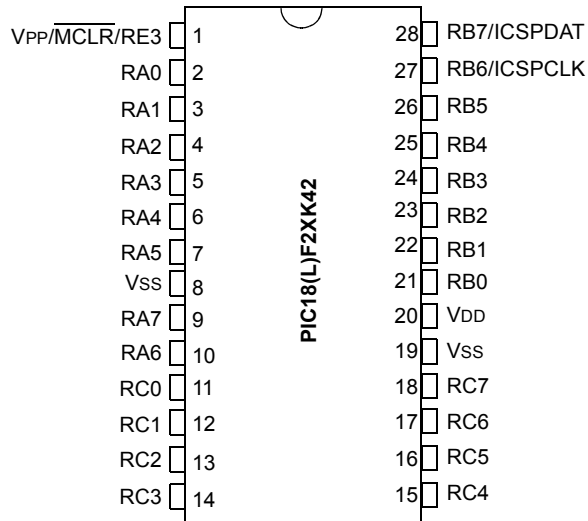 VPP/MCLR/RE3 1 28 RB7/ICSPDAT
RA0 2 27 RB6/ICSPCLK
RA1 3 26 RB5
RA2 4 25 RB4
RA3 5 24 RB3
RA4 6 23 RB2
RA5 7 22 RB1
VSS 8 21 RB0
RA7 9 20 VDD
RA6 10 19 VSS
RC0 11 18 RC7
RC1 12 17 RC6
RC2 13 16 RC5
RC3 14 15 RC4
PIC18(L)F2XK42